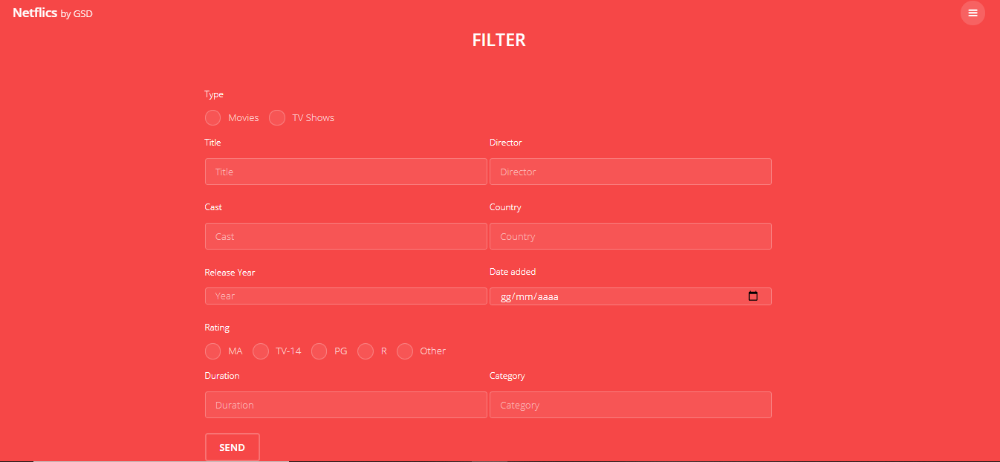 Netflics by GSD
FILTER
Type
Movies TV Shows
Title Director
Title Director
Cast Country
Cast Country
Release Year Date added
Year gg/mm/aaaa
Rating
MA TV-14 PG R Other
Duration Category
Duration Category
SEND